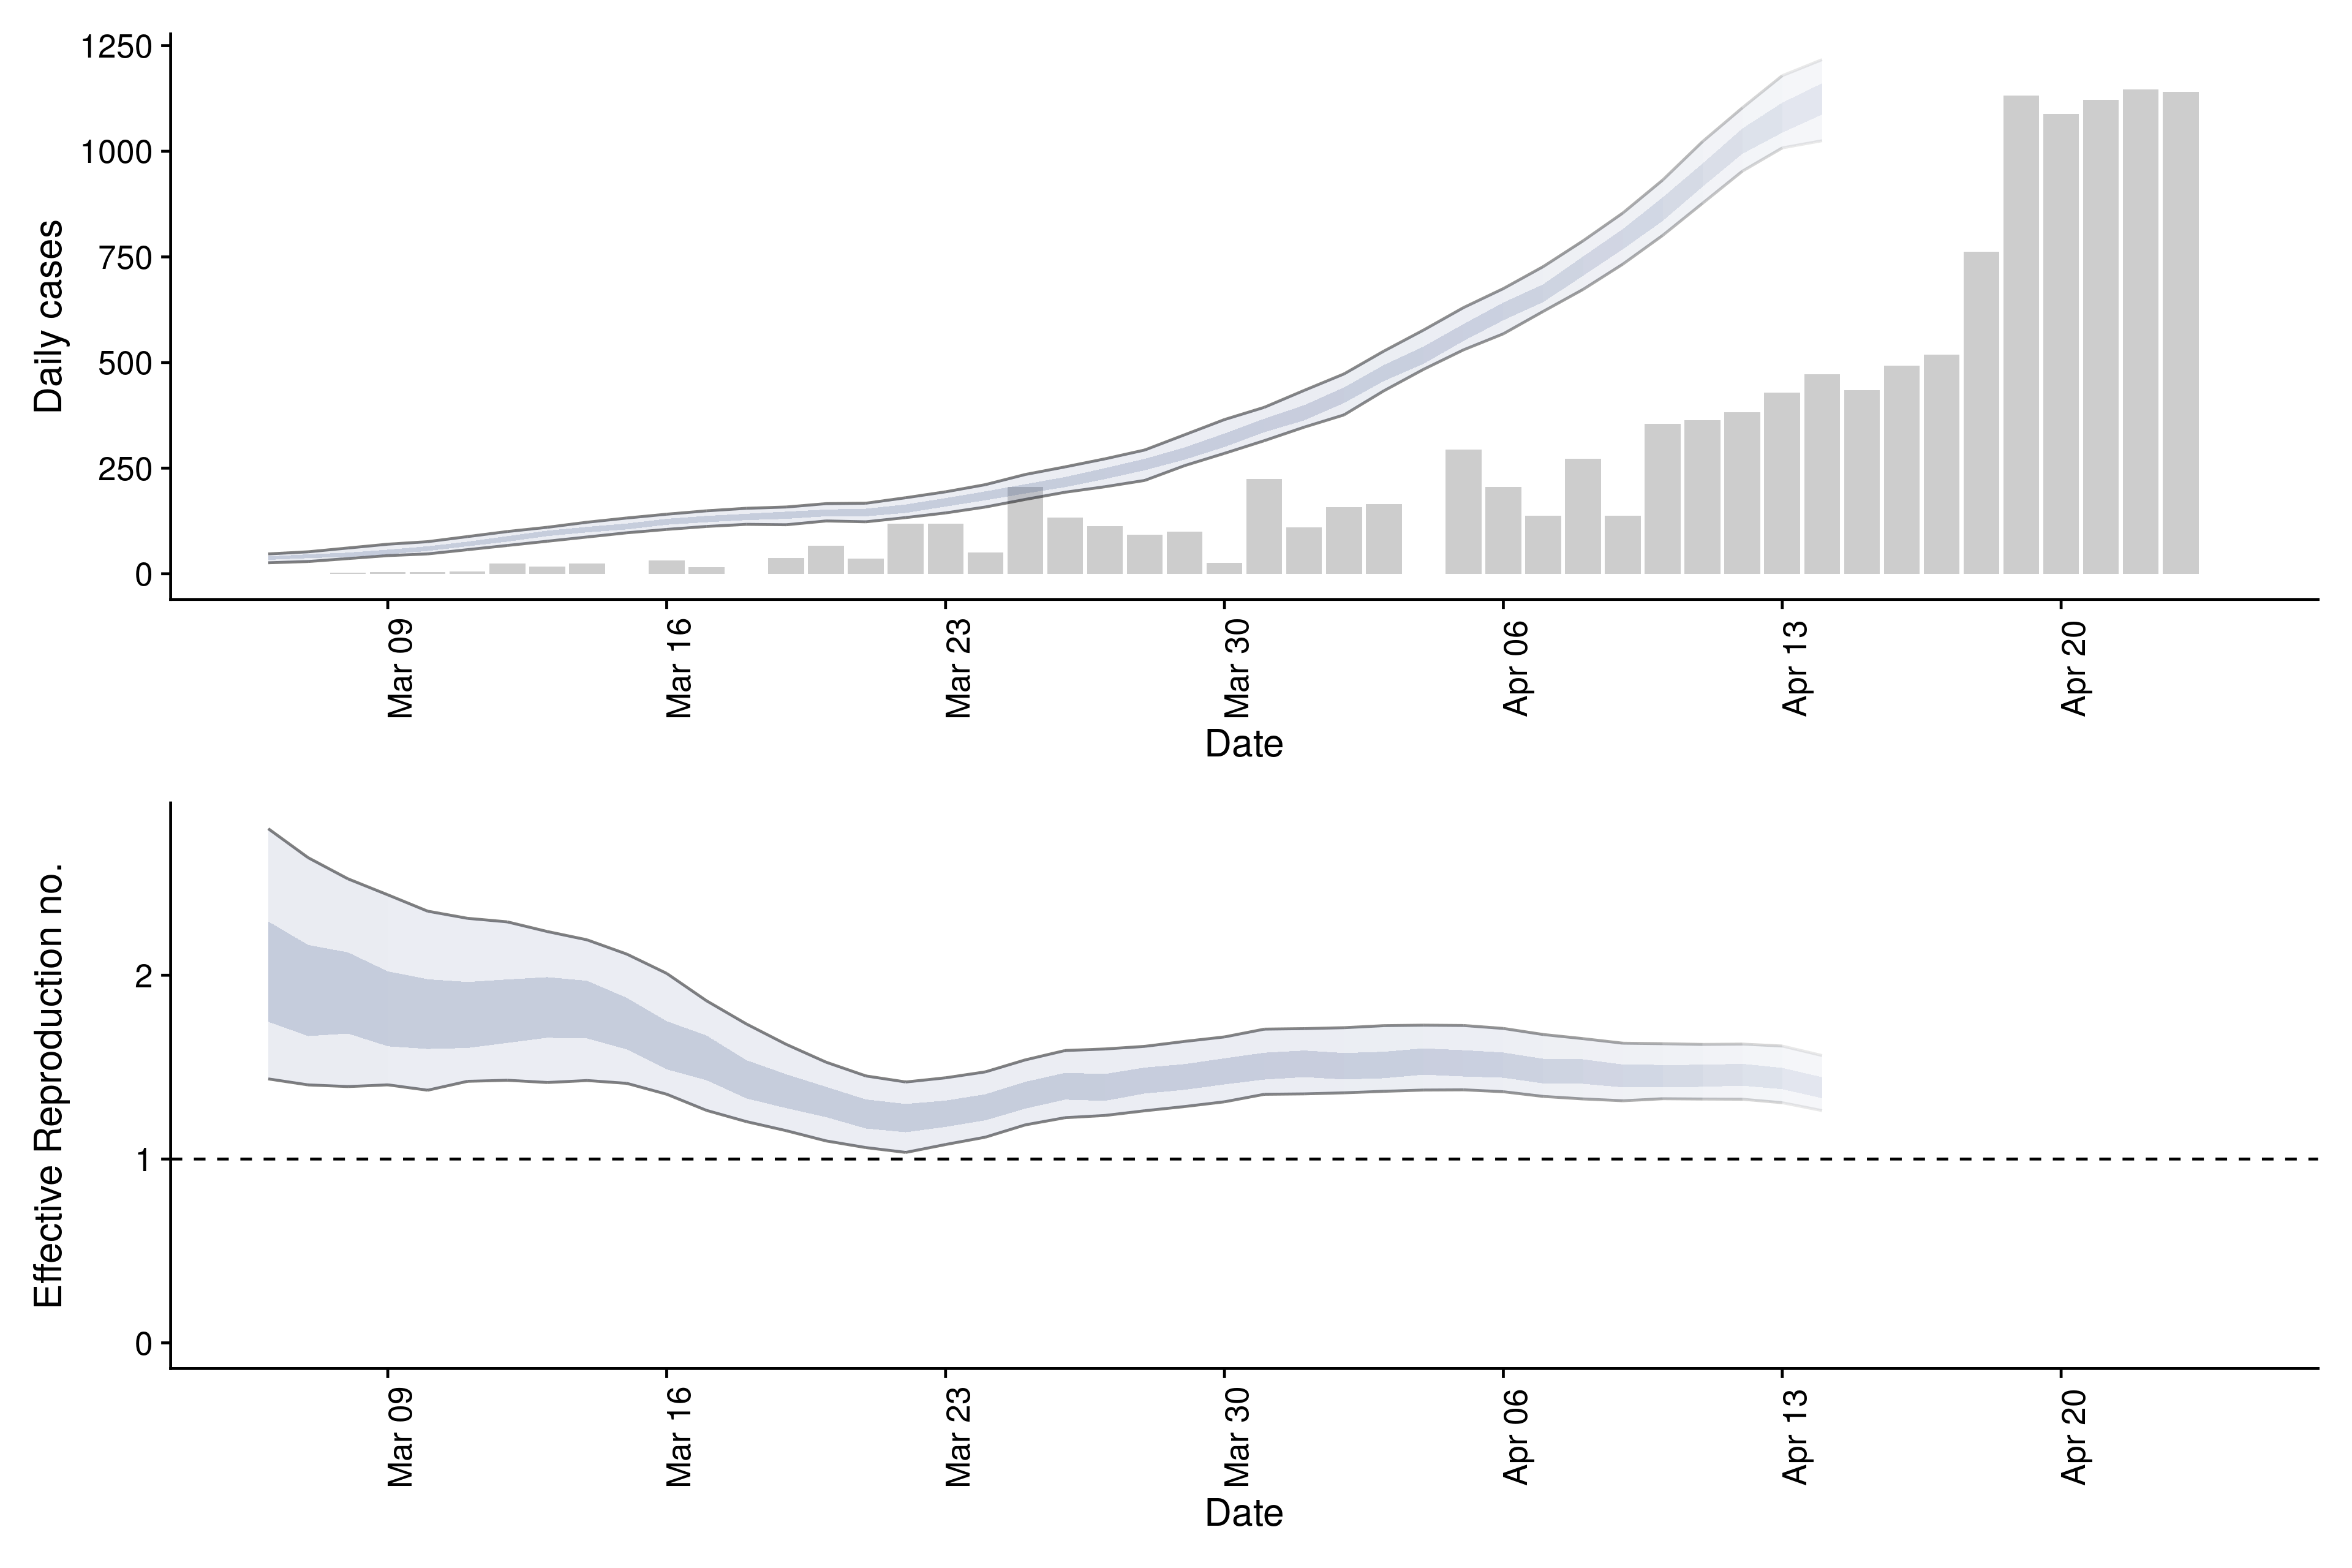 Daily cases
1250
1000
750
500
250
0
Mar 09
Mar 16
Mar 23
Mar 30
Apr 06
Apr 13
Apr 20
Date
Effective Reproduction no.
2
1
0
Mar 09
Mar 16
Mar 23
Mar 30
Apr 06
Apr 13
Apr 20
Date